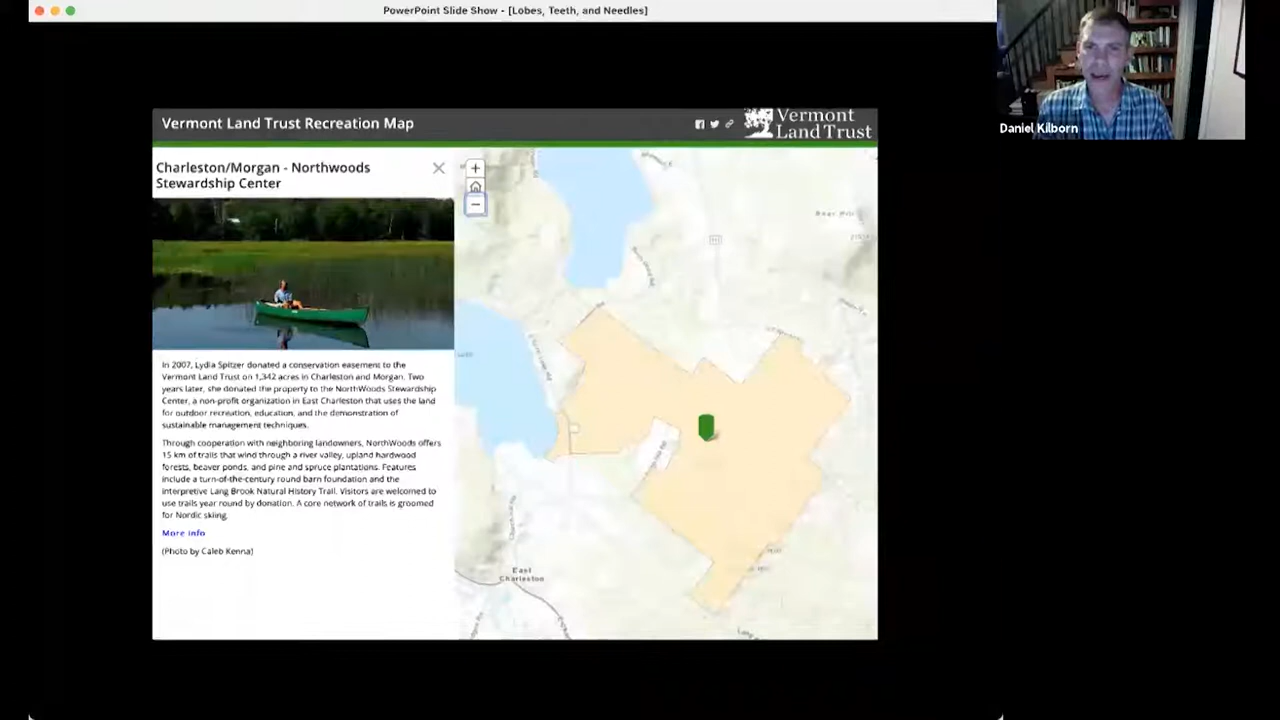 PowerPoint Slide Show - [Lobes, Teeth, and Needles]
Daniel Kilborn
Vermont Land Trust Recreation Map
Vermont
Land Trust
Charleston/Morgan - Northwoods
Stewardship Center
In 2007, Lydia Spitzer donated a conservation easement to the
Vermont Land Trust on 1,342 acres in Charleston and Morgan. Two
years later, she donated the property to the NorthWoods Stewardship
Center, a non-profit organization in East Charleston that uses the land
for outdoor recreation, education, and the demonstration of
sustainable management techniques.
Through cooperation with neighboring landowners, NorthWoods offers
15 km of trails that wind through a river valley, upland hardwood
forests, beaver ponds, and pine and spruce plantations. Features
include a turn-of-the-century round barn foundation and the
interpretive Lang Brook Natural History Trail. Visitors are welcomed to
use trails year round by donation. A core network of trails is groomed
for Nordic skiing.
More info
(Photo by Caleb Kenna)
East
Charleston